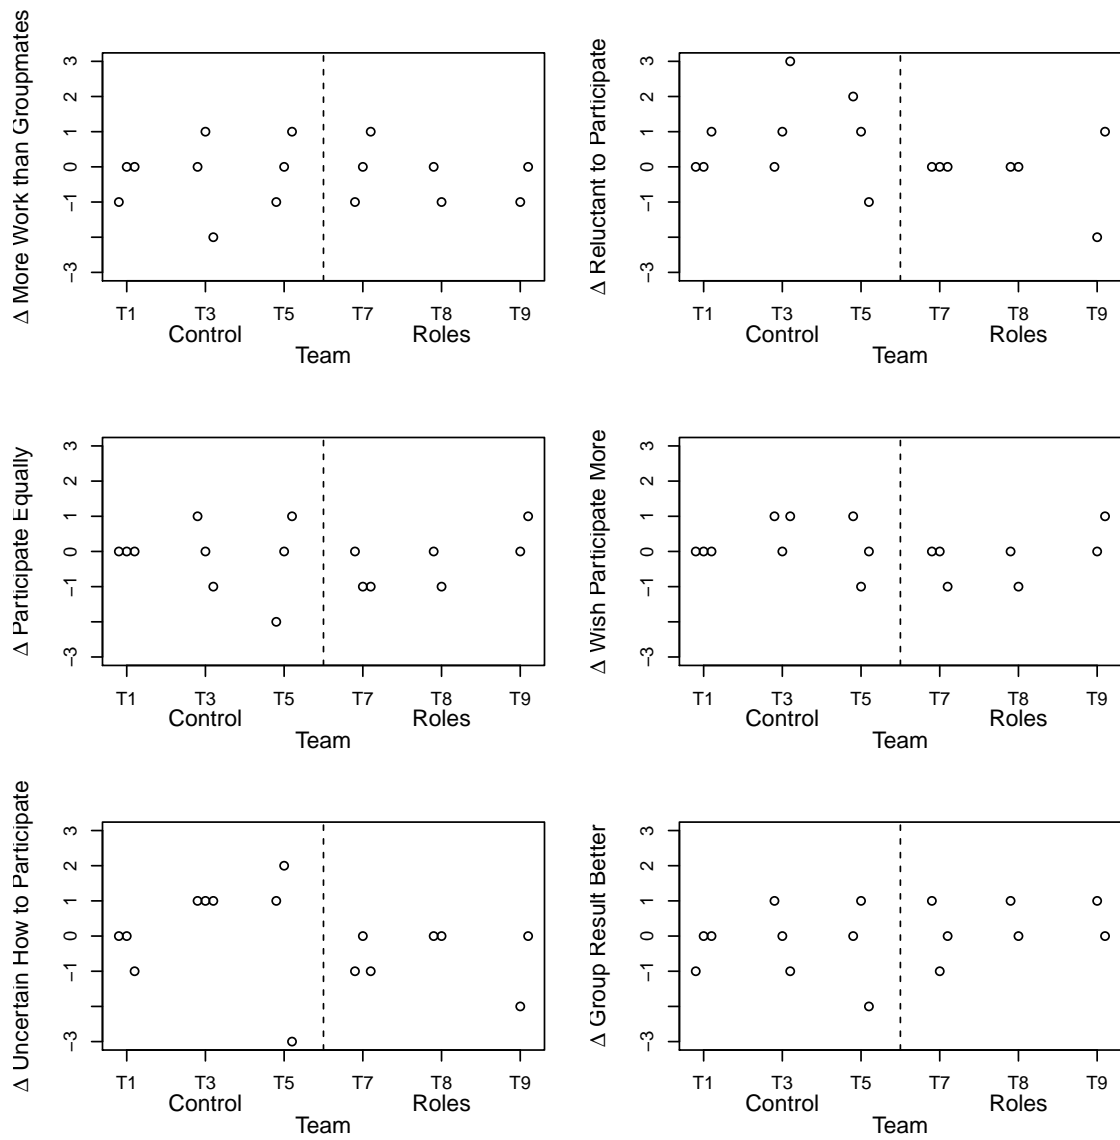 Δ More Work than Groupmates
3
2
1
0
−1
−3
T1 T3 T5 T7 T8 T9
Control Roles
Team
Δ Reluctant to Participate
3
2
1
0
−1
−3
T1 T3 T5 T7 T8 T9
Control Roles
Team
Δ Participate Equally
3
2
1
0
−1
−3
T1 T3 T5 T7 T8 T9
Control Roles
Team
Δ Wish Participate More
3
2
1
0
−1
−3
T1 T3 T5 T7 T8 T9
Control Roles
Team
Δ Uncertain How to Participate
3
2
1
0
−1
−3
T1 T3 T5 T7 T8 T9
Control Roles
Team
Δ Group Result Better
3
2
1
0
−1
−3
T1 T3 T5 T7 T8 T9
Control Roles
Team